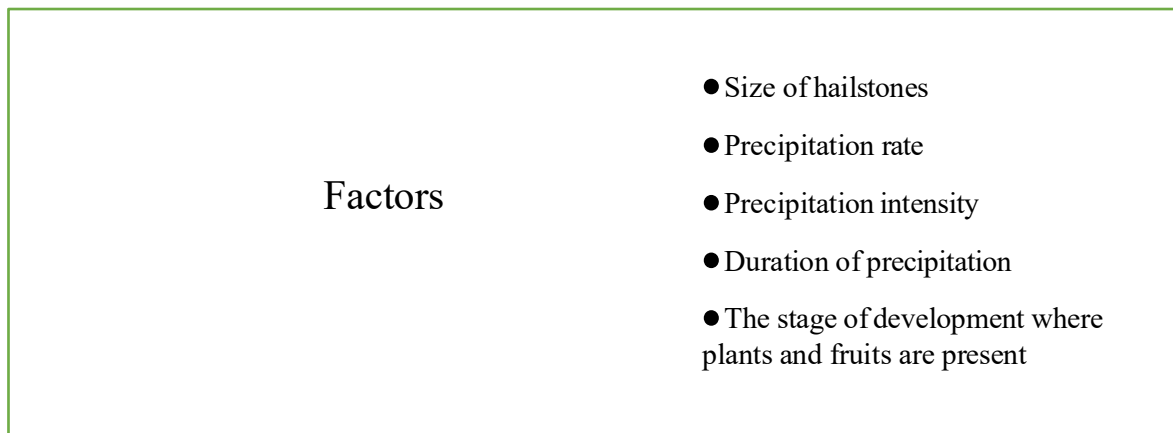 Factors
● Size of hailstones
● Precipitation rate
● Precipitation intensity
● Duration of precipitation
● The stage of development where
plants and fruits are present